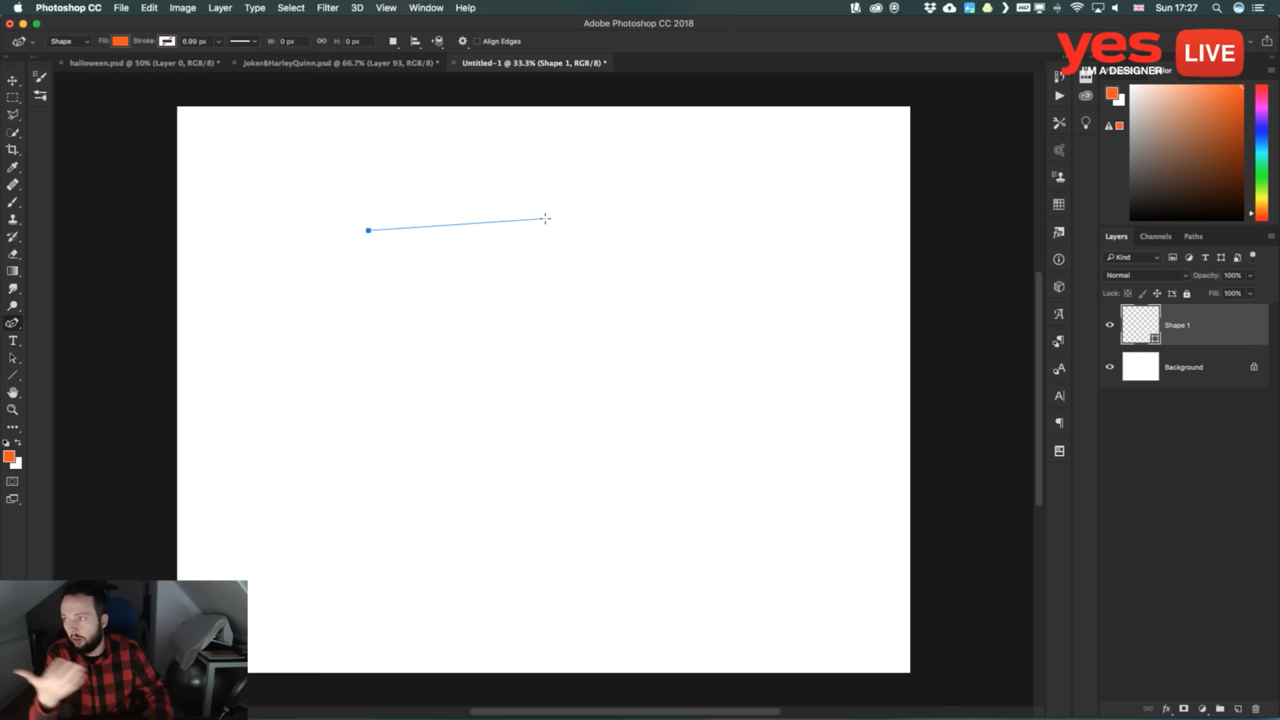 Photoshop CC File Edit Image Layer Type Select Filter 3D View Window Help
Sun 17:27
Adobe Photoshop CC 2018
Shape Fill: Stroke: 6.99 px W: 0 px H: 0 px Align Edges
yes LIVE
I'M A DESIGNER
halloween.psd @ 50% (Layer 0, RGB/8) * Joker&HarleyQuinn.psd @ 66.7% (Layer 93, RGB/8) * Untitled-1 @ 33.3% (Shape 1, RGB/8) *
Layers Channels Paths
Kind
Normal Opacity: 100%
Lock: Fill: 100%
Shape 1
Background